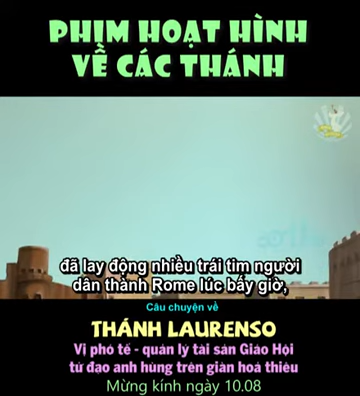 PHIM HOẠT HÌNH
VỀ CÁC THÁNH
đã lay động nhiều trái tim người
dân thành Rome lúc bấy giờ,
Câu chuyện về
THÁNH LAURENSO
Vị phó tế - quản lý tài sản Giáo Hội
tử đạo anh hùng trên giàn hoả thiêu
Mừng kính ngày 10.08